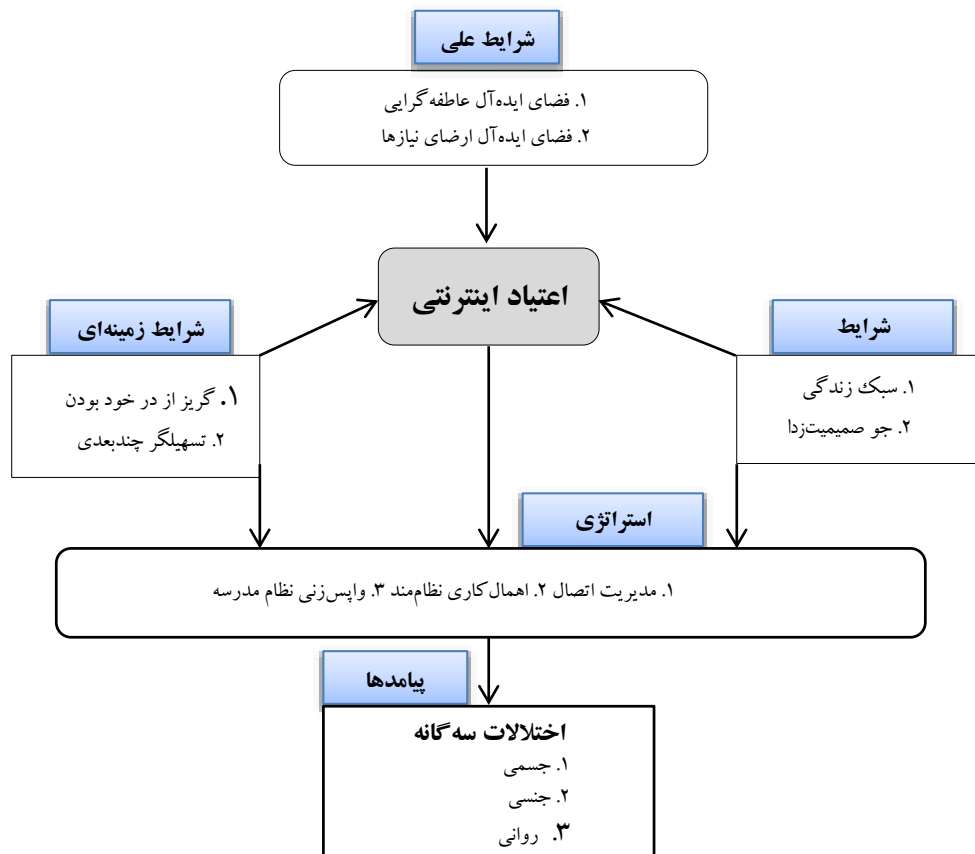 شرایط علی
۱. فضای ایده‌آل عاطفه‌گرایی
۲. فضای ایده‌آل ارضای نیازها
اعتیاد اینترنتی
شرایط
۱. سبک زندگی
۲. جو صمیمیت‌زدا
شرایط زمینه‌ای
۱. گریز از در خود بودن
۲. تسهیلگر چندبعدی
استراتژی
۱. مدیریت اتصال ۲. اهمال‌کاری نظام‌مند ۳. واپس‌زنی نظام مدرسه
پیامدها
اختلالات سه‌گانه
۱. جسمی
۲. جنسی
۳. روانی